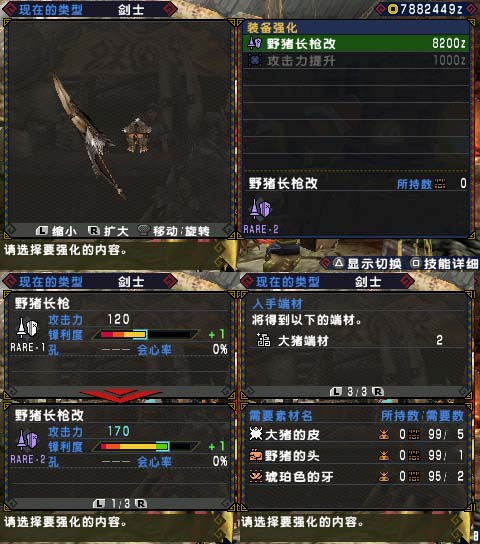 现在的类型 剑士
7882449z
装备强化
野猪长枪改 8200z
攻击力提升 1000z
野猪长枪改 所持数 0
RARE-2
L 缩小 R 扩大 移动/旋转
请选择要强化的内容。
△显示切换 □技能详细
现在的类型 剑士
野猪长枪
攻击力 120
RARE-1
锋利度 +1
孔 ――― 会心率 0%
野猪长枪改
攻击力 170
RARE-2
锋利度 +1
孔 ――― 会心率 0%
L 1/3 R
请选择要强化的内容。
现在的类型 剑士
入手端材
将得到以下的端材。
大猪端材 2
L 3/3 R
需要素材名 所持数/需要数
大猪的皮 0 99/ 5
野猪的头 0 99/ 1
琥珀色的牙 0 95/ 2
请选择要强化的内容。